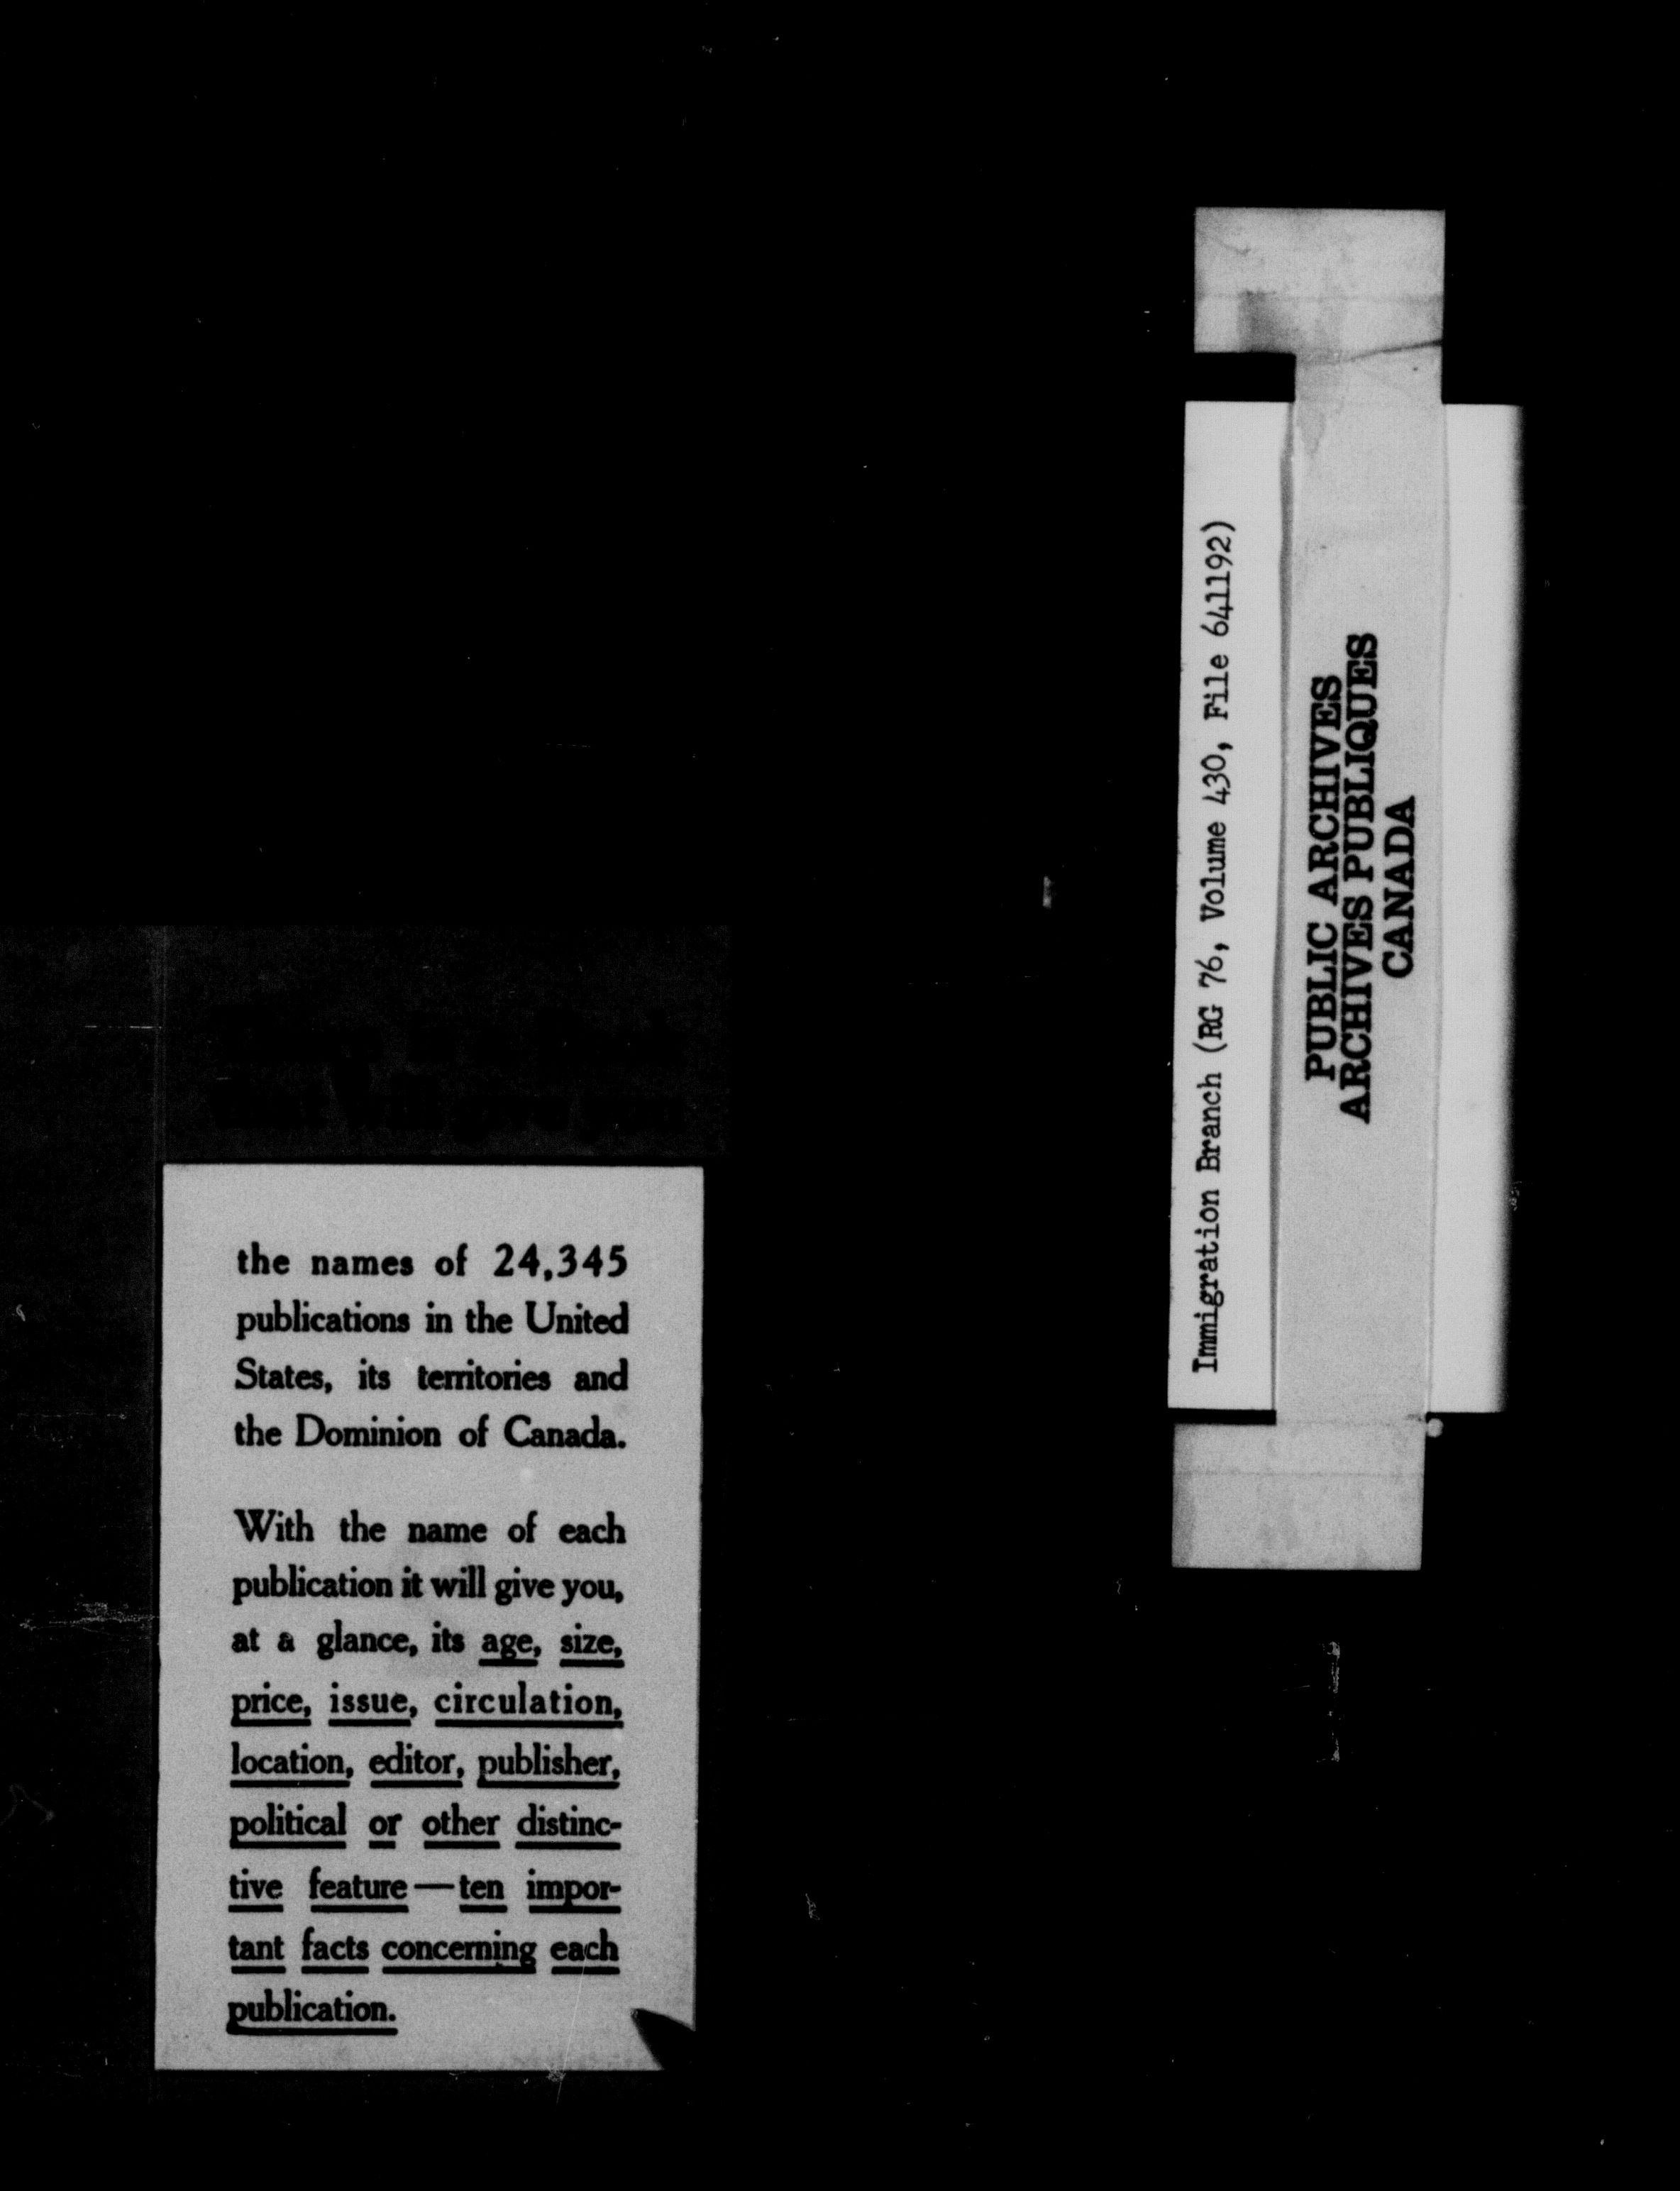 the names of 24,345
publications in the United
States, its territories and
the Dominion of Canada.
With the name of each
publication it will give you,
at a glance, its age, size,
price, issue, circulation,
location, editor, publisher,
political or other distinc-
tive feature—ten impor-
tant facts concerning each
publication.
Immigration Branch (RG 76, Volume 430, File 641192)
PUBLIC ARCHIVES
ARCHIVES PUBLIQUES
CANADA